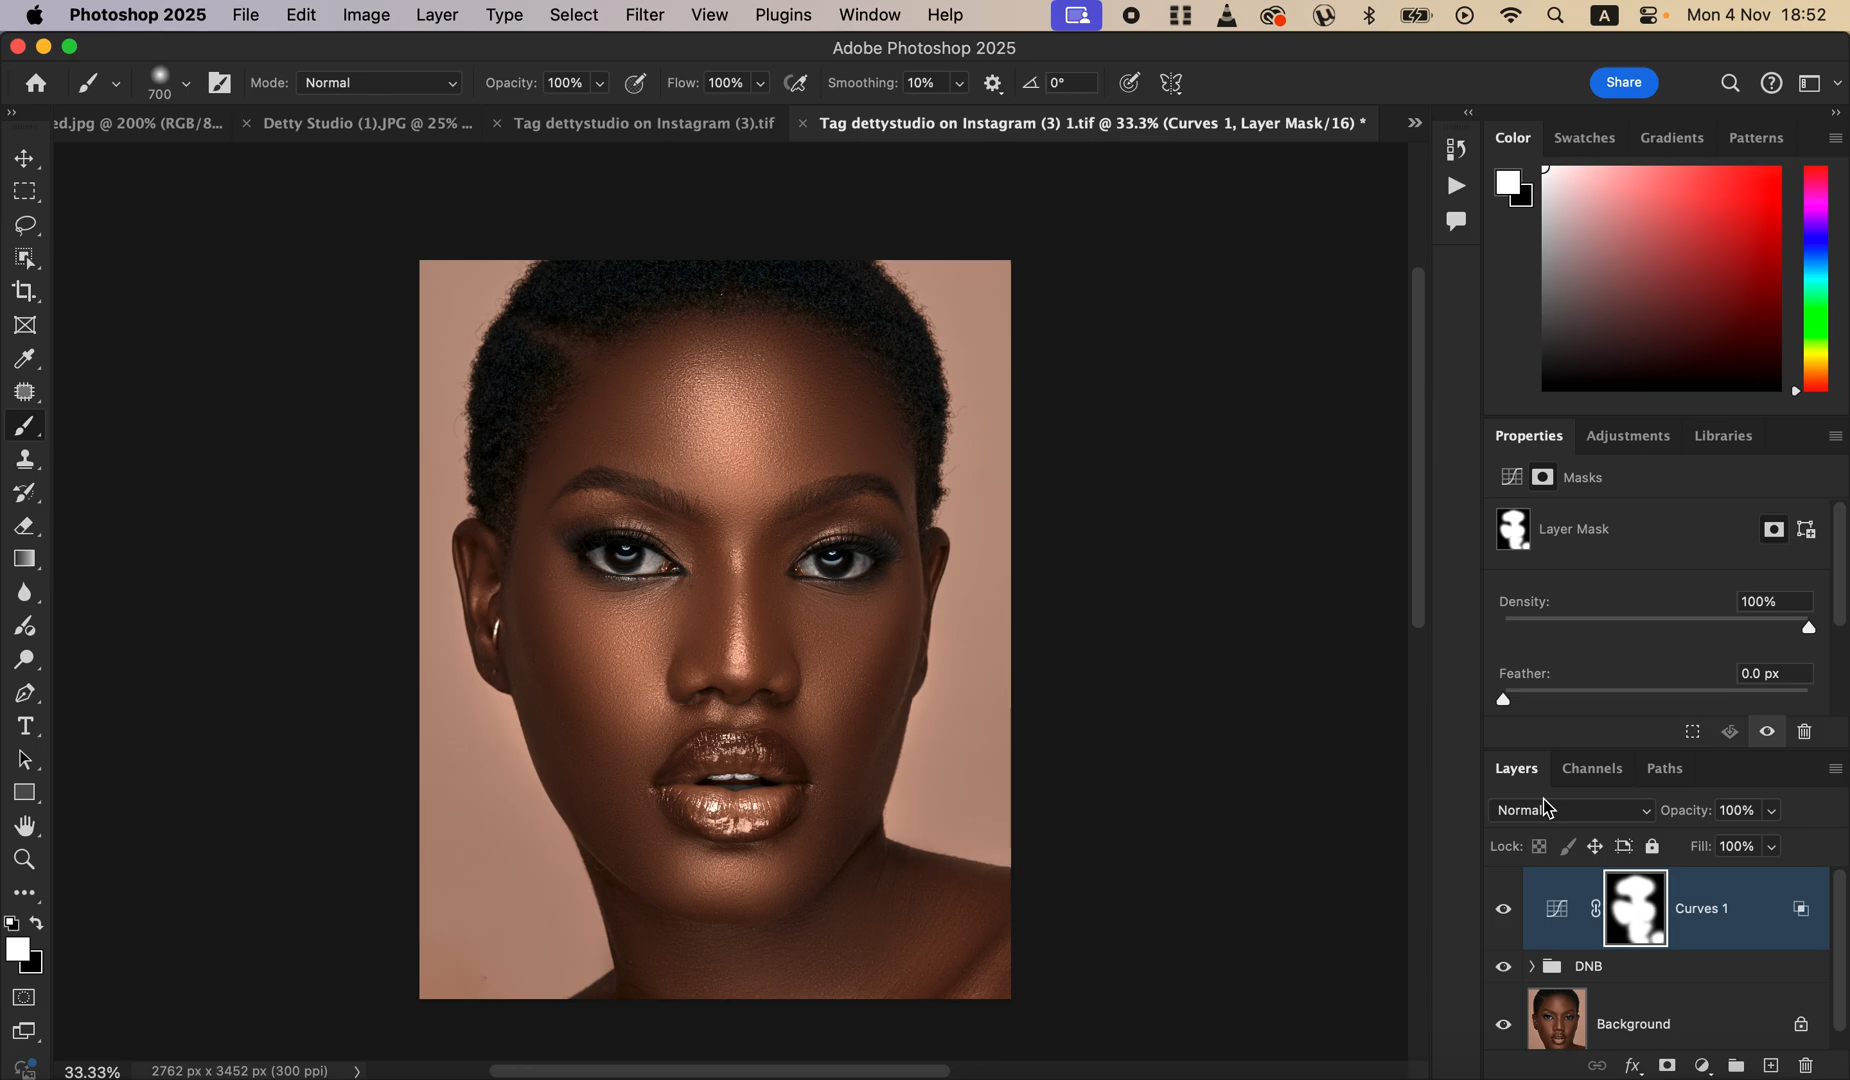 Photoshop 2025 File Edit Image Layer Type Select Filter View Plugins Window Help A Mon 4 Nov 18:52
Adobe Photoshop 2025
700 Mode: Normal Opacity: 100% Flow: 100% Smoothing: 10% 0° Share
ed.jpg @ 200% (RGB/8... × Detty Studio (1).JPG @ 25% ... × Tag dettystudio on Instagram (3).tif × Tag dettystudio on Instagram (3) 1.tif @ 33.3% (Curves 1, Layer Mask/16) *
Color Swatches Gradients Patterns
Properties Adjustments Libraries
Masks
Layer Mask
Density: 100%
Feather: 0.0 px
Layers Channels Paths
Normal Opacity: 100%
Lock: Fill: 100%
Curves 1
DNB
Background
33.33% 2762 px x 3452 px (300 ppi)